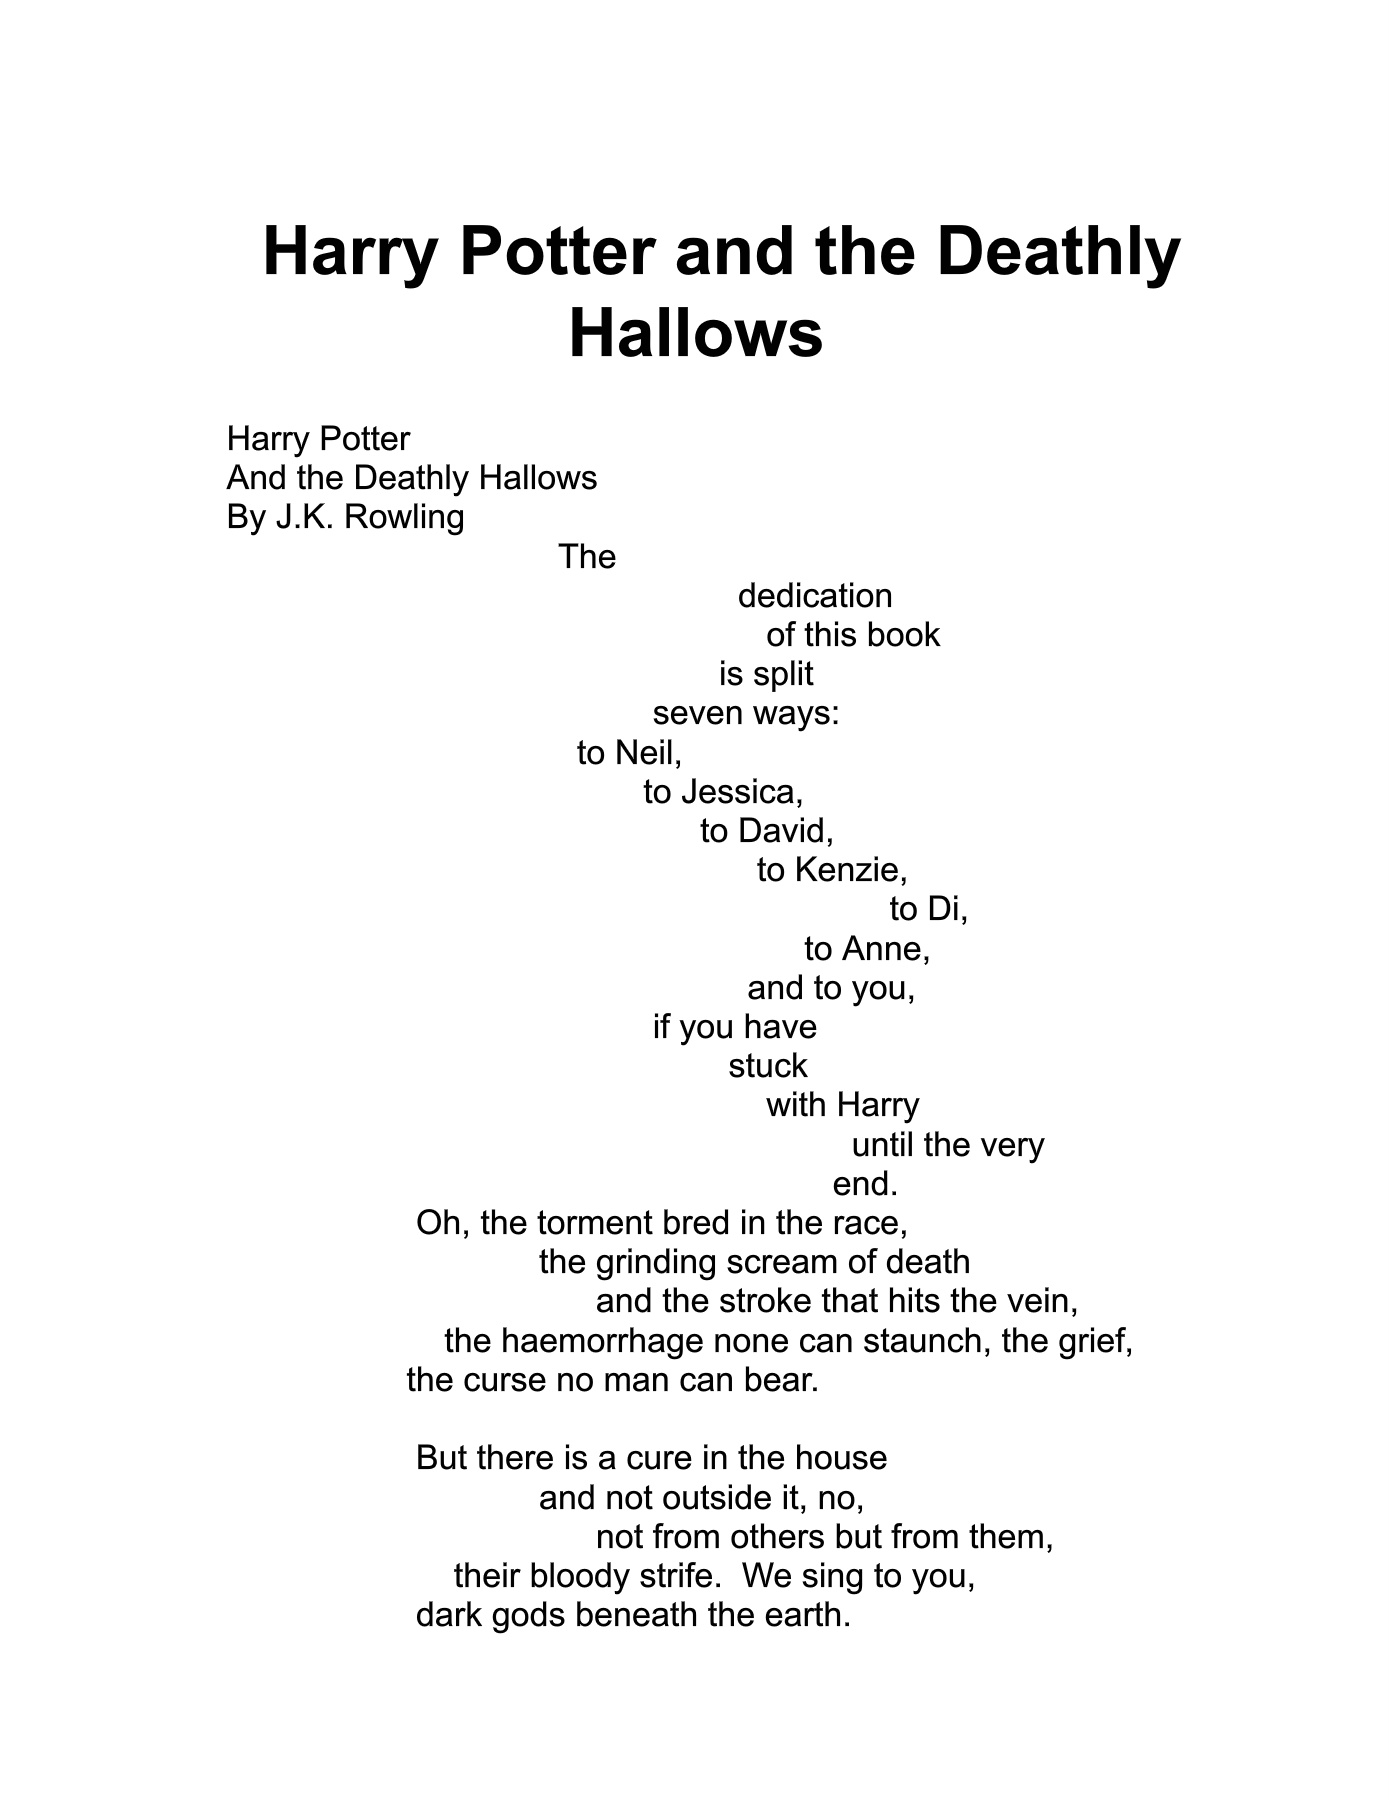 Harry Potter and the Deathly
Hallows
Harry Potter
And the Deathly Hallows
By J.K. Rowling
The
dedication
of this book
is split
seven ways:
to Neil,
to Jessica,
to David,
to Kenzie,
to Di,
to Anne,
and to you,
if you have
stuck
with Harry
until the very
end.
Oh, the torment bred in the race,
the grinding scream of death
and the stroke that hits the vein,
the haemorrhage none can staunch, the grief,
the curse no man can bear.
But there is a cure in the house
and not outside it, no,
not from others but from them,
their bloody strife.  We sing to you,
dark gods beneath the earth.